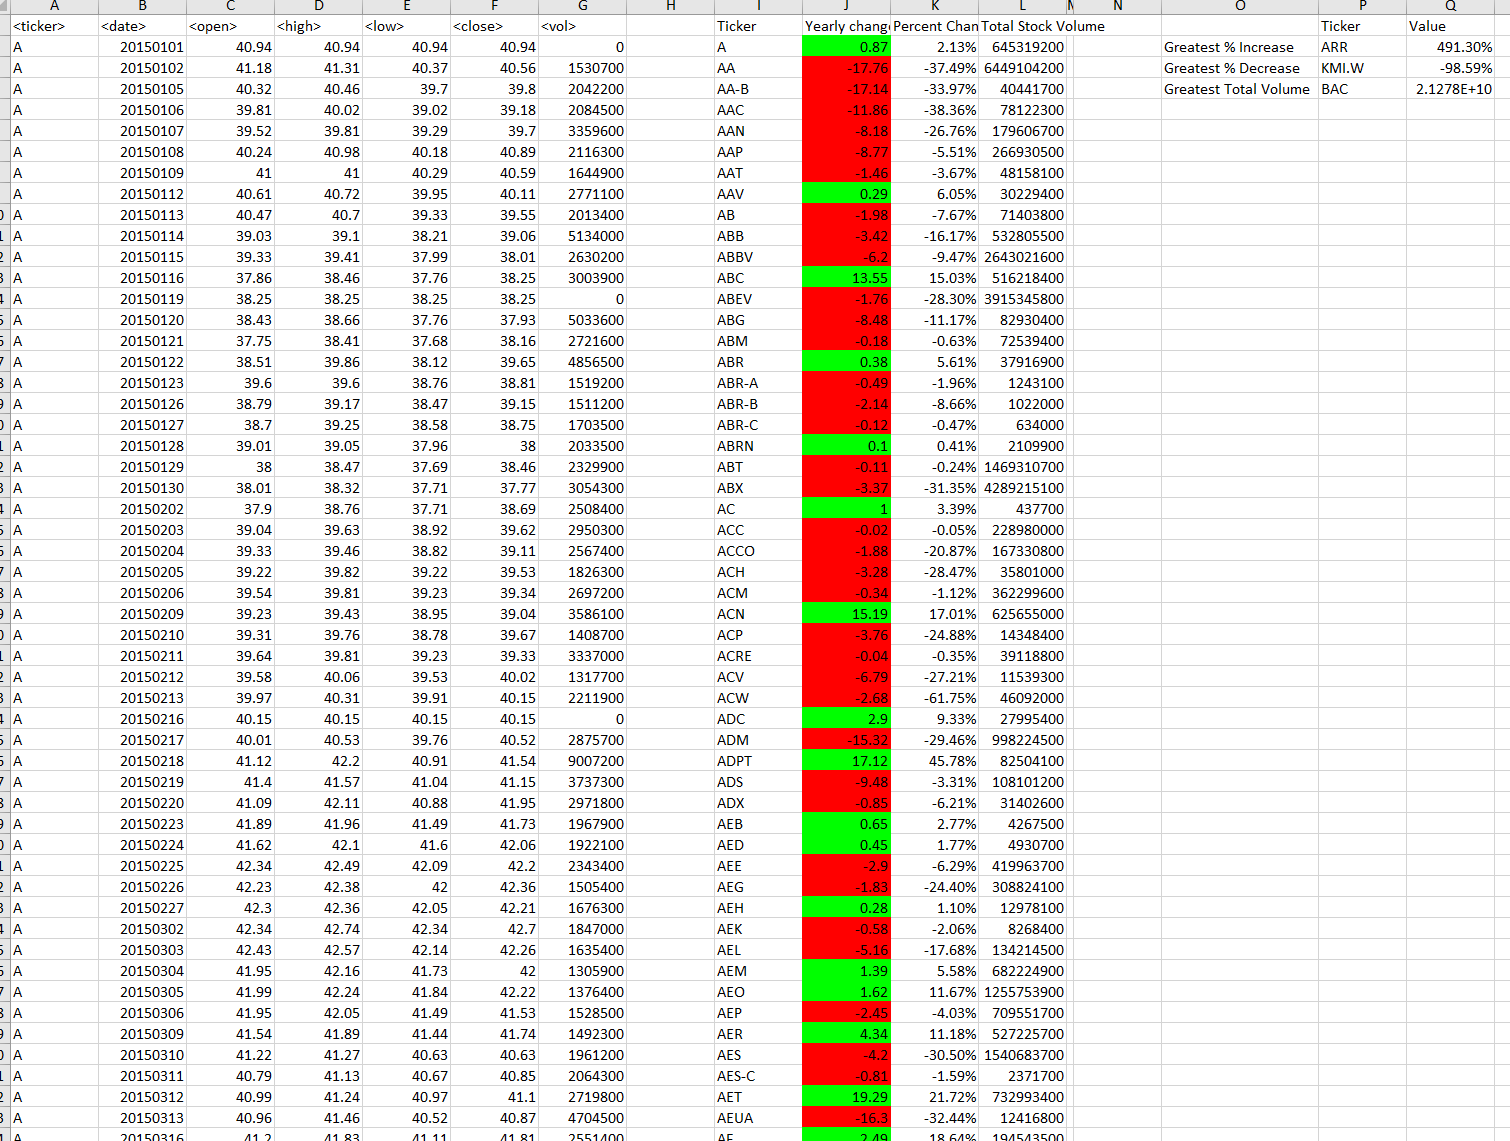 A B C D E F G H I J K L N O P Q
<ticker> <date> <open> <high> <low> <close> <vol> Ticker Yearly chang Percent Chan Total Stock Volume Ticker Value
A 20150101 40.94 40.94 40.94 40.94 0 A 0.87 2.13% 645319200 Greatest % Increase ARR 491.30%
A 20150102 41.18 41.31 40.37 40.56 1530700 AA -17.76 -37.49% 6449104200 Greatest % Decrease KMI.W -98.59%
A 20150105 40.32 40.46 39.7 39.8 2042200 AA-B -17.14 -33.97% 40441700 Greatest Total Volume BAC 2.1278E+10
A 20150106 39.81 40.02 39.02 39.18 2084500 AAC -11.86 -38.36% 78122300
A 20150107 39.52 39.81 39.29 39.7 3359600 AAN -8.18 -26.76% 179606700
A 20150108 40.24 40.98 40.18 40.89 2116300 AAP -8.77 -5.51% 266930500
A 20150109 41 41 40.29 40.59 1644900 AAT -1.46 -3.67% 48158100
A 20150112 40.61 40.72 39.95 40.11 2771100 AAV 0.29 6.05% 30229400
A 20150113 40.47 40.7 39.33 39.55 2013400 AB -1.98 -7.67% 71403800
A 20150114 39.03 39.1 38.21 39.06 5134000 ABB -3.42 -16.17% 532805500
A 20150115 39.33 39.41 37.99 38.01 2630200 ABBV -6.2 -9.47% 2643021600
A 20150116 37.86 38.46 37.76 38.25 3003900 ABC 13.55 15.03% 516218400
A 20150119 38.25 38.25 38.25 38.25 0 ABEV -1.76 -28.30% 3915345800
A 20150120 38.43 38.66 37.76 37.93 5033600 ABG -8.48 -11.17% 82930400
A 20150121 37.75 38.41 37.68 38.16 2721600 ABM -0.18 -0.63% 72539400
A 20150122 38.51 39.86 38.12 39.65 4856500 ABR 0.38 5.61% 37916900
A 20150123 39.6 39.6 38.76 38.81 1519200 ABR-A -0.49 -1.96% 1243100
A 20150126 38.79 39.17 38.47 39.15 1511200 ABR-B -2.14 -8.66% 1022000
A 20150127 38.7 39.25 38.58 38.75 1703500 ABR-C -0.12 -0.47% 634000
A 20150128 39.01 39.05 37.96 38 2033500 ABRN 0.1 0.41% 2109900
A 20150129 38 38.47 37.69 38.46 2329900 ABT -0.11 -0.24% 1469310700
A 20150130 38.01 38.32 37.71 37.77 3054300 ABX -3.37 -31.35% 4289215100
A 20150202 37.9 38.76 37.71 38.69 2508400 AC 1 3.39% 437700
A 20150203 39.04 39.63 38.92 39.62 2950300 ACC -0.02 -0.05% 228980000
A 20150204 39.33 39.46 38.82 39.11 2567400 ACCO -1.88 -20.87% 167330800
A 20150205 39.22 39.82 39.22 39.53 1826300 ACH -3.28 -28.47% 35801000
A 20150206 39.54 39.81 39.23 39.34 2697200 ACM -0.34 -1.12% 362299600
A 20150209 39.23 39.43 38.95 39.04 3586100 ACN 15.19 17.01% 625655000
A 20150210 39.31 39.76 38.78 39.67 1408700 ACP -3.76 -24.88% 14348400
A 20150211 39.64 39.81 39.23 39.33 3337000 ACRE -0.04 -0.35% 39118800
A 20150212 39.58 40.06 39.53 40.02 1317700 ACV -6.79 -27.21% 11539300
A 20150213 39.97 40.31 39.91 40.15 2211900 ACW -2.68 -61.75% 46092000
A 20150216 40.15 40.15 40.15 40.15 0 ADC 2.9 9.33% 27995400
A 20150217 40.01 40.53 39.76 40.52 2875700 ADM -15.32 -29.46% 998224500
A 20150218 41.12 42.2 40.91 41.54 9007200 ADPT 17.12 45.78% 82504100
A 20150219 41.4 41.57 41.04 41.15 3737300 ADS -9.48 -3.31% 108101200
A 20150220 41.09 42.11 40.88 41.95 2971800 ADX -0.85 -6.21% 31402600
A 20150223 41.89 41.96 41.49 41.73 1967900 AEB 0.65 2.77% 4267500
A 20150224 41.62 42.1 41.6 42.06 1922100 AED 0.45 1.77% 4930700
A 20150225 42.34 42.49 42.09 42.2 2343400 AEE -2.9 -6.29% 419963700
A 20150226 42.23 42.38 42 42.36 1505400 AEG -1.83 -24.40% 308824100
A 20150227 42.3 42.36 42.05 42.21 1676300 AEH 0.28 1.10% 12978100
A 20150302 42.34 42.74 42.34 42.7 1847000 AEK -0.58 -2.06% 8268400
A 20150303 42.43 42.57 42.14 42.26 1635400 AEL -5.16 -17.68% 134214500
A 20150304 41.95 42.16 41.73 42 1305900 AEM 1.39 5.58% 682224900
A 20150305 41.99 42.24 41.84 42.22 1376400 AEO 1.62 11.67% 1255753900
A 20150306 41.95 42.05 41.49 41.53 1528500 AEP -2.45 -4.03% 709551700
A 20150309 41.54 41.89 41.44 41.74 1492300 AER 4.34 11.18% 527225700
A 20150310 41.22 41.27 40.63 40.63 1961200 AES -4.2 -30.50% 1540683700
A 20150311 40.79 41.13 40.67 40.85 2064300 AES-C -0.81 -1.59% 2371700
A 20150312 40.99 41.24 40.97 41.1 2719800 AET 19.29 21.72% 732993400
A 20150313 40.96 41.46 40.52 40.87 4704500 AEUA -16.3 -32.44% 12416800
A 20150316 41.2 41.83 41.11 41.81 2551400 AF 2.49 18.64% 194543500